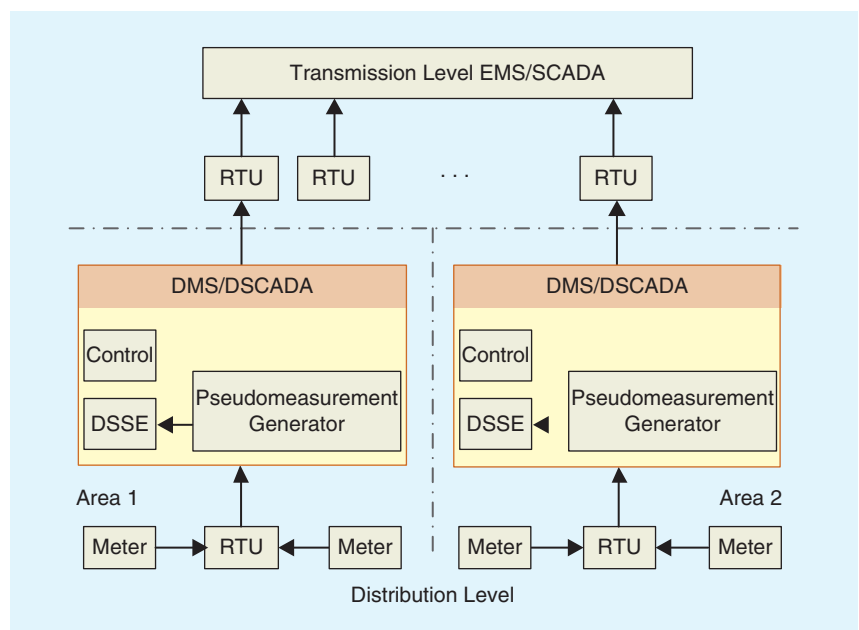 Transmission Level EMS/SCADA
RTU
RTU
. . .
RTU
DMS/DSCADA
Control
DSSE
Pseudomeasurement
Generator
Area 1
Meter
RTU
Meter
DMS/DSCADA
Control
DSSE
Pseudomeasurement
Generator
Area 2
Meter
RTU
Meter
Distribution Level